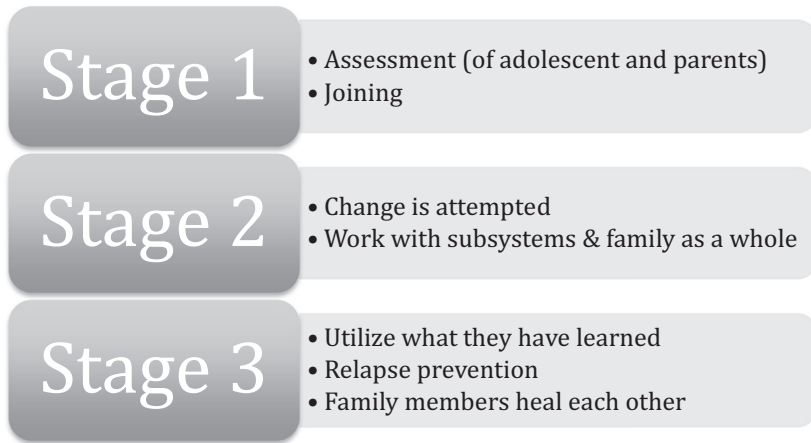 Stage 1
• Assessment (of adolescent and parents)
• Joining
Stage 2
• Change is attempted
• Work with subsystems & family as a whole
Stage 3
• Utilize what they have learned
• Relapse prevention
• Family members heal each other